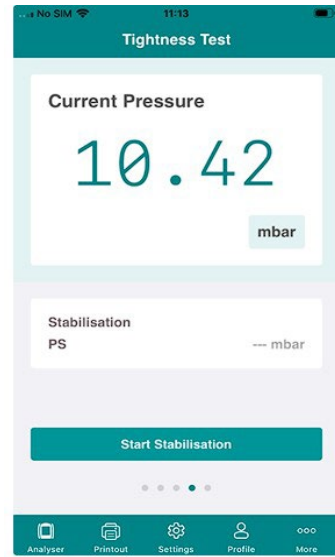 No SIM 11:13
Tightness Test
Current Pressure
10.42
mbar
Stabilisation
PS --- mbar
Start Stabilisation
Analyser Printout Settings Profile More